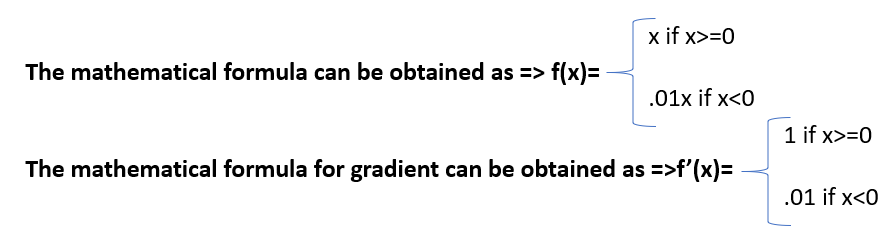 x if x>=0
The mathematical formula can be obtained as => f(x)=
.01x if x<0
1 if x>=0
The mathematical formula for gradient can be obtained as =>f’(x)=
.01 if x<0